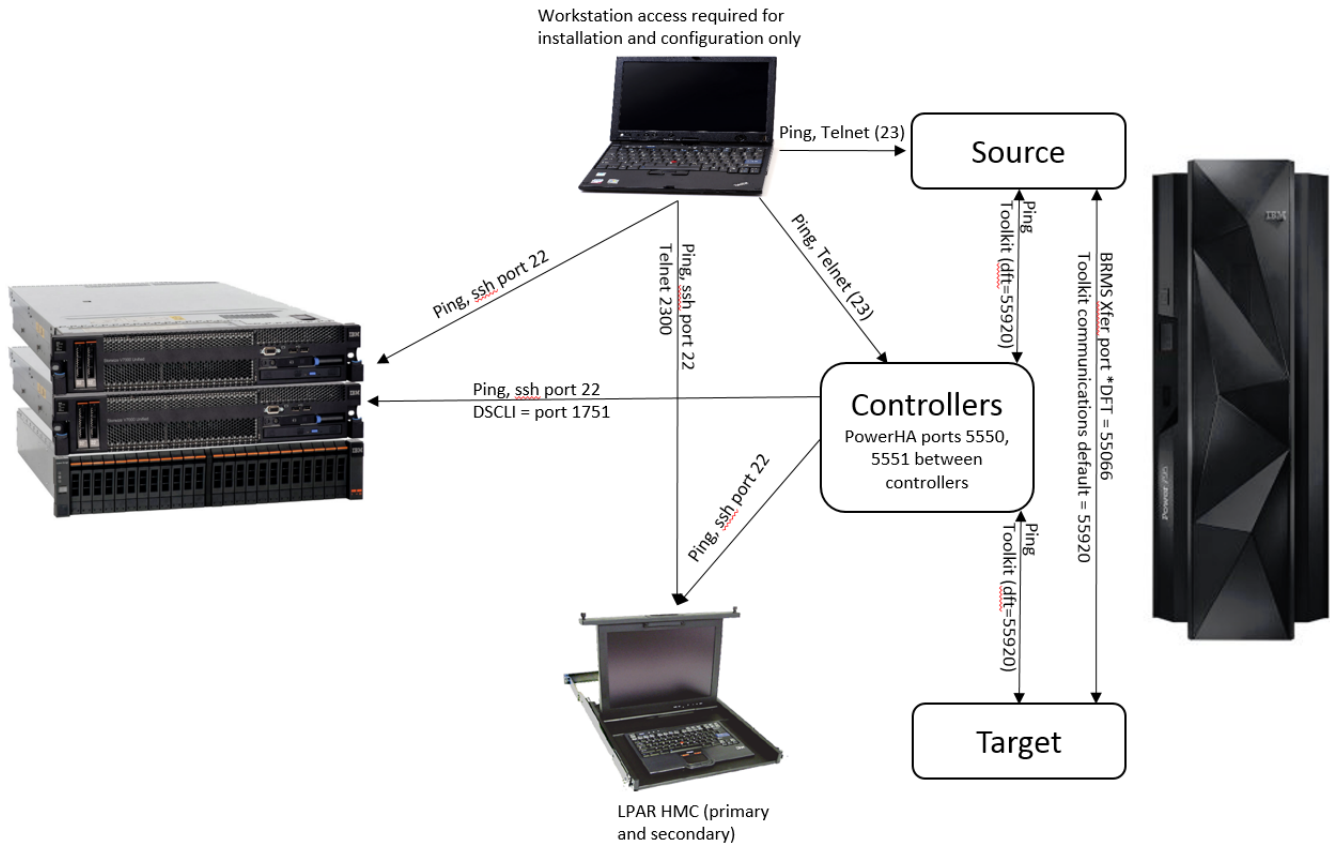 Workstation access required for
installation and configuration only
Ping, Telnet (23)
Source
Ping, ssh port 22
Ping, ssh port 22
Telnet 2300
Ping, Telnet (23)
Ping
Toolkit (dft=55920)
BRMS Xfer port *DFT = 55066
Toolkit communications default = 55920
IBM
Ping, ssh port 22
DSCLI = port 1751
Controllers
PowerHA ports 5550,
5551 between
controllers
Ping, ssh port 22
Ping
Toolkit (dft=55920)
Target
LPAR HMC (primary
and secondary)